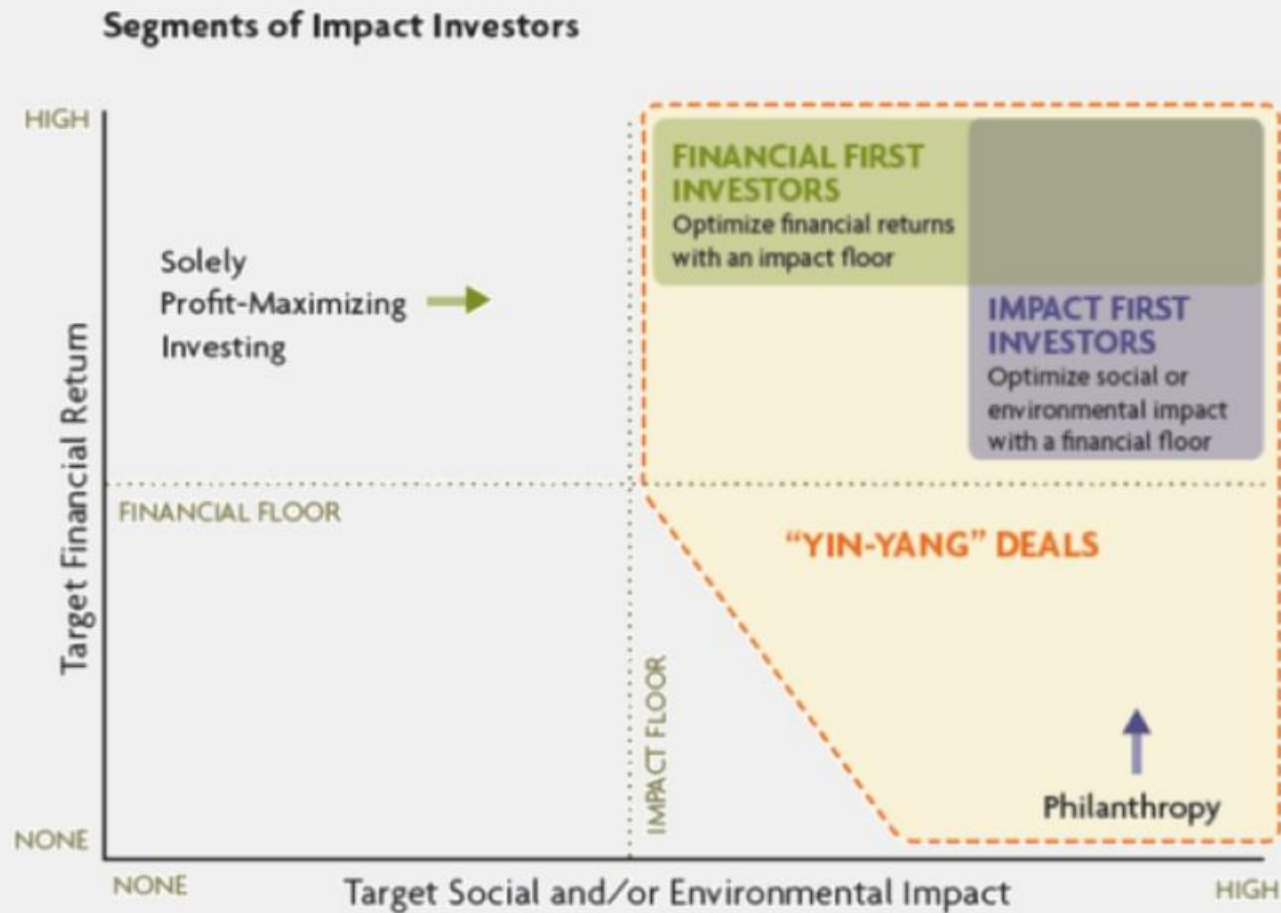 Segments of Impact Investors
HIGH
FINANCIAL FIRST
INVESTORS
Optimize financial returns
with an impact floor
Solely
Profit-Maximizing
Investing
IMPACT FIRST
INVESTORS
Optimize social or
environmental impact
with a financial floor
Target Financial Return
FINANCIAL FLOOR
“YIN-YANG” DEALS
IMPACT FLOOR
Philanthropy
NONE
NONE
Target Social and/or Environmental Impact
HIGH